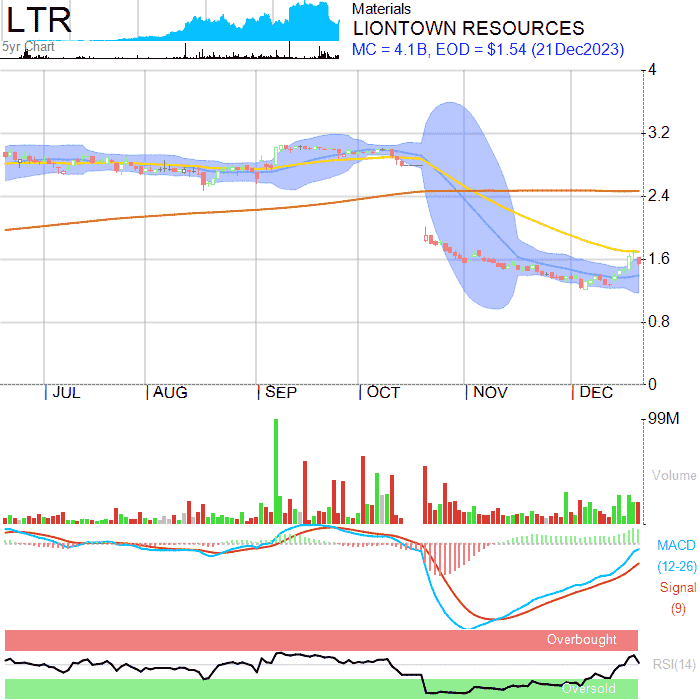 LTR
5yr Chart
Materials
LIONTOWN RESOURCES
MC = 4.1B, EOD = $1.54 (21Dec2023)
4
3.2
2.4
1.6
0.8
0
JUL AUG SEP OCT NOV DEC
99M
Volume
MACD
(12-26)
Signal
(9)
Overbought
RSI(14)
Oversold